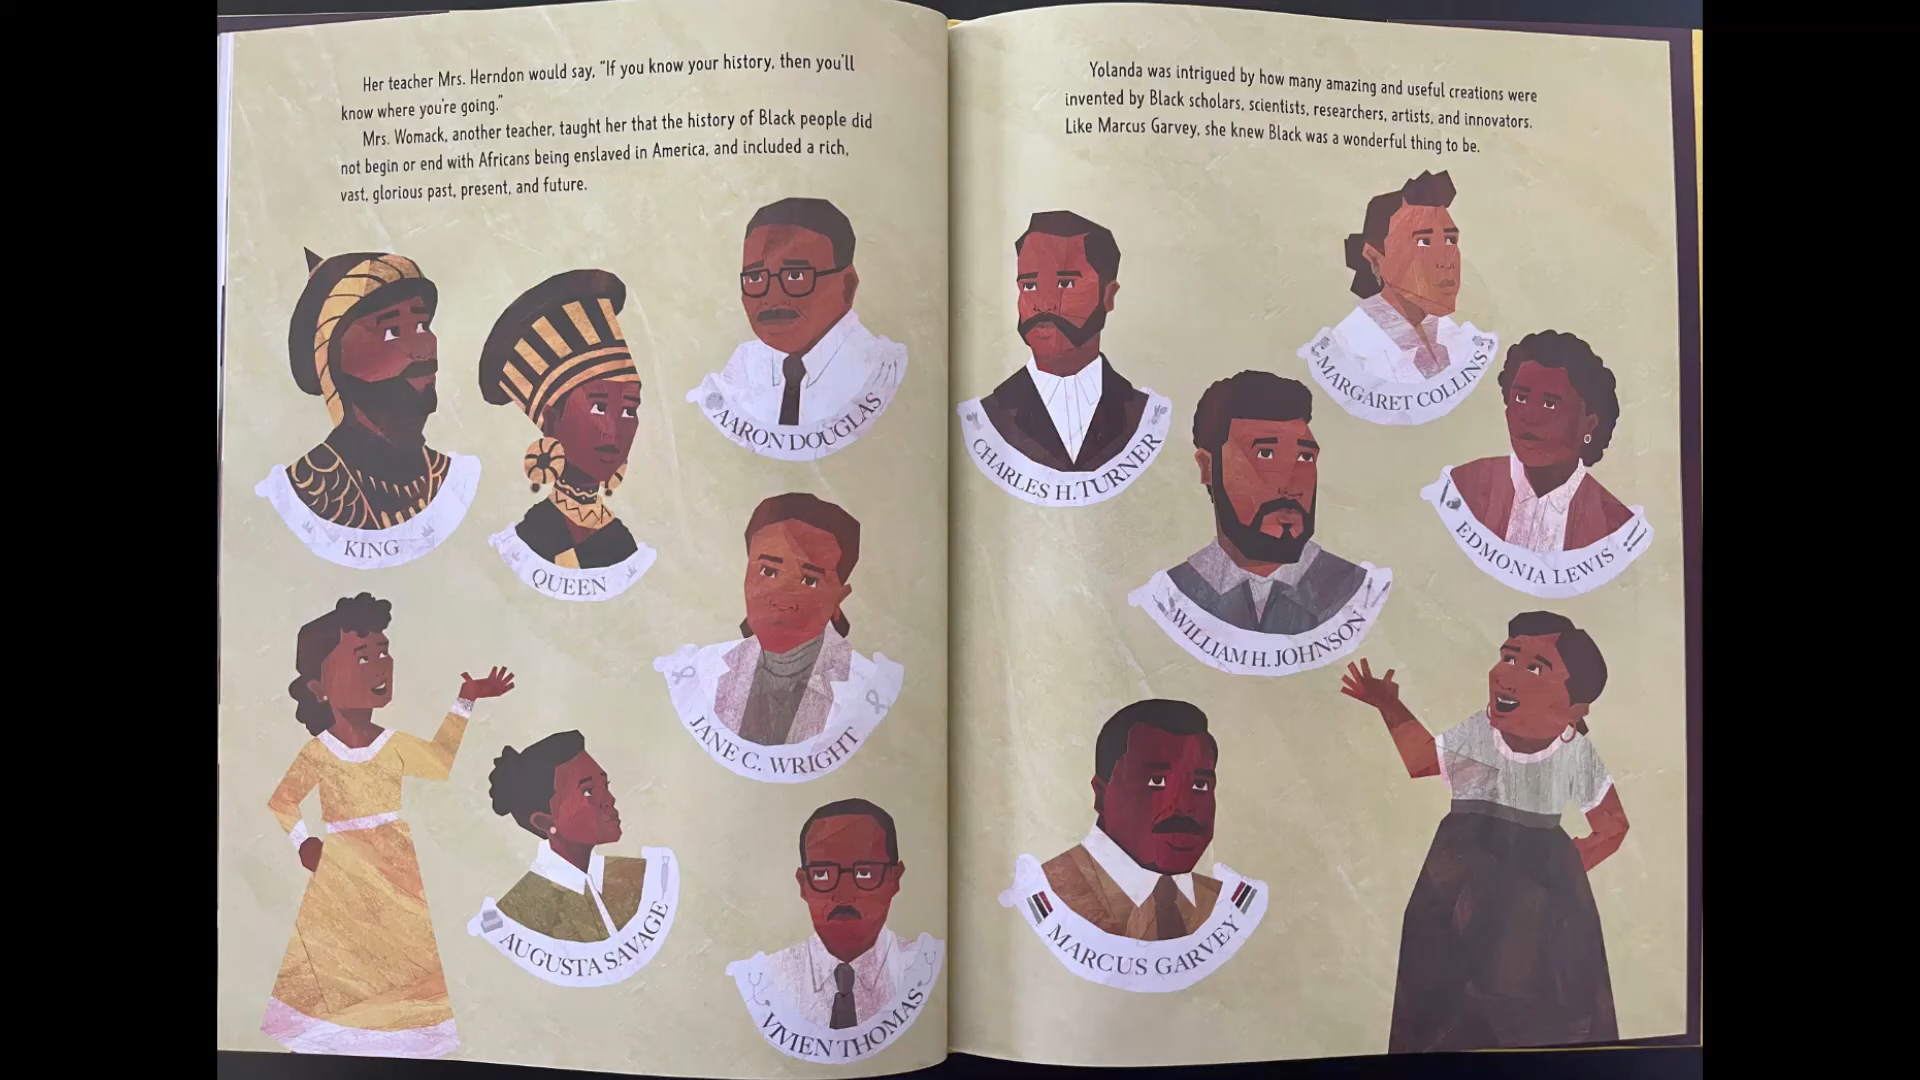 Her teacher Mrs. Herndon would say, "If you know your history, then you'll
know where you're going."
Mrs. Womack, another teacher, taught her that the history of Black people did
not begin or end with Africans being enslaved in America, and included a rich,
vast, glorious past, present, and future.
KING
QUEEN
AARON DOUGLAS
JANE C. WRIGHT
AUGUSTA SAVAGE
VIVIEN THOMAS
Yolanda was intrigued by how many amazing and useful creations were
invented by Black scholars, scientists, researchers, artists, and innovators.
Like Marcus Garvey, she knew Black was a wonderful thing to be.
CHARLES H. TURNER
MARGARET COLLINS
EDMONIA LEWIS
WILLIAM H. JOHNSON
MARCUS GARVEY